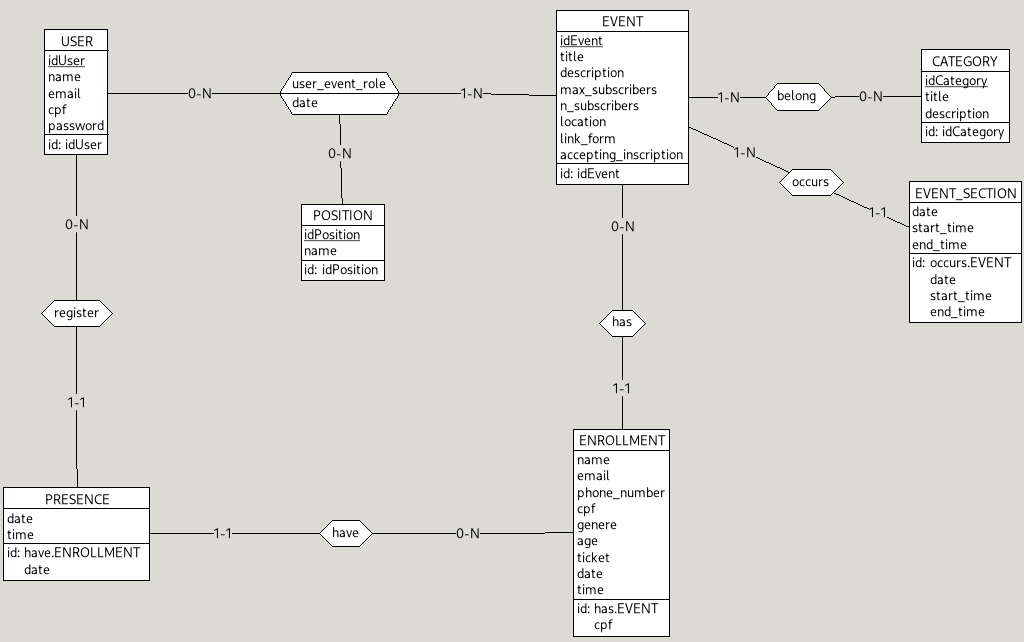 USER
idUser
name
email
cpf
password
id: idUser
0-N
user_event_role
date
1-N
0-N
POSITION
idPosition
name
id: idPosition
EVENT
idEvent
title
description
max_subscribers
n_subscribers
location
link_form
accepting_inscription
id: idEvent
1-N
belong
0-N
CATEGORY
idCategory
title
description
id: idCategory
1-N
occurs
1-1
EVENT_SECTION
date
start_time
end_time
id: occurs.EVENT
date
start_time
end_time
0-N
register
1-1
0-N
has
1-1
PRESENCE
date
time
id: have.ENROLLMENT
date
1-1
have
0-N
ENROLLMENT
name
email
phone_number
cpf
genere
age
ticket
date
time
id: has.EVENT
cpf